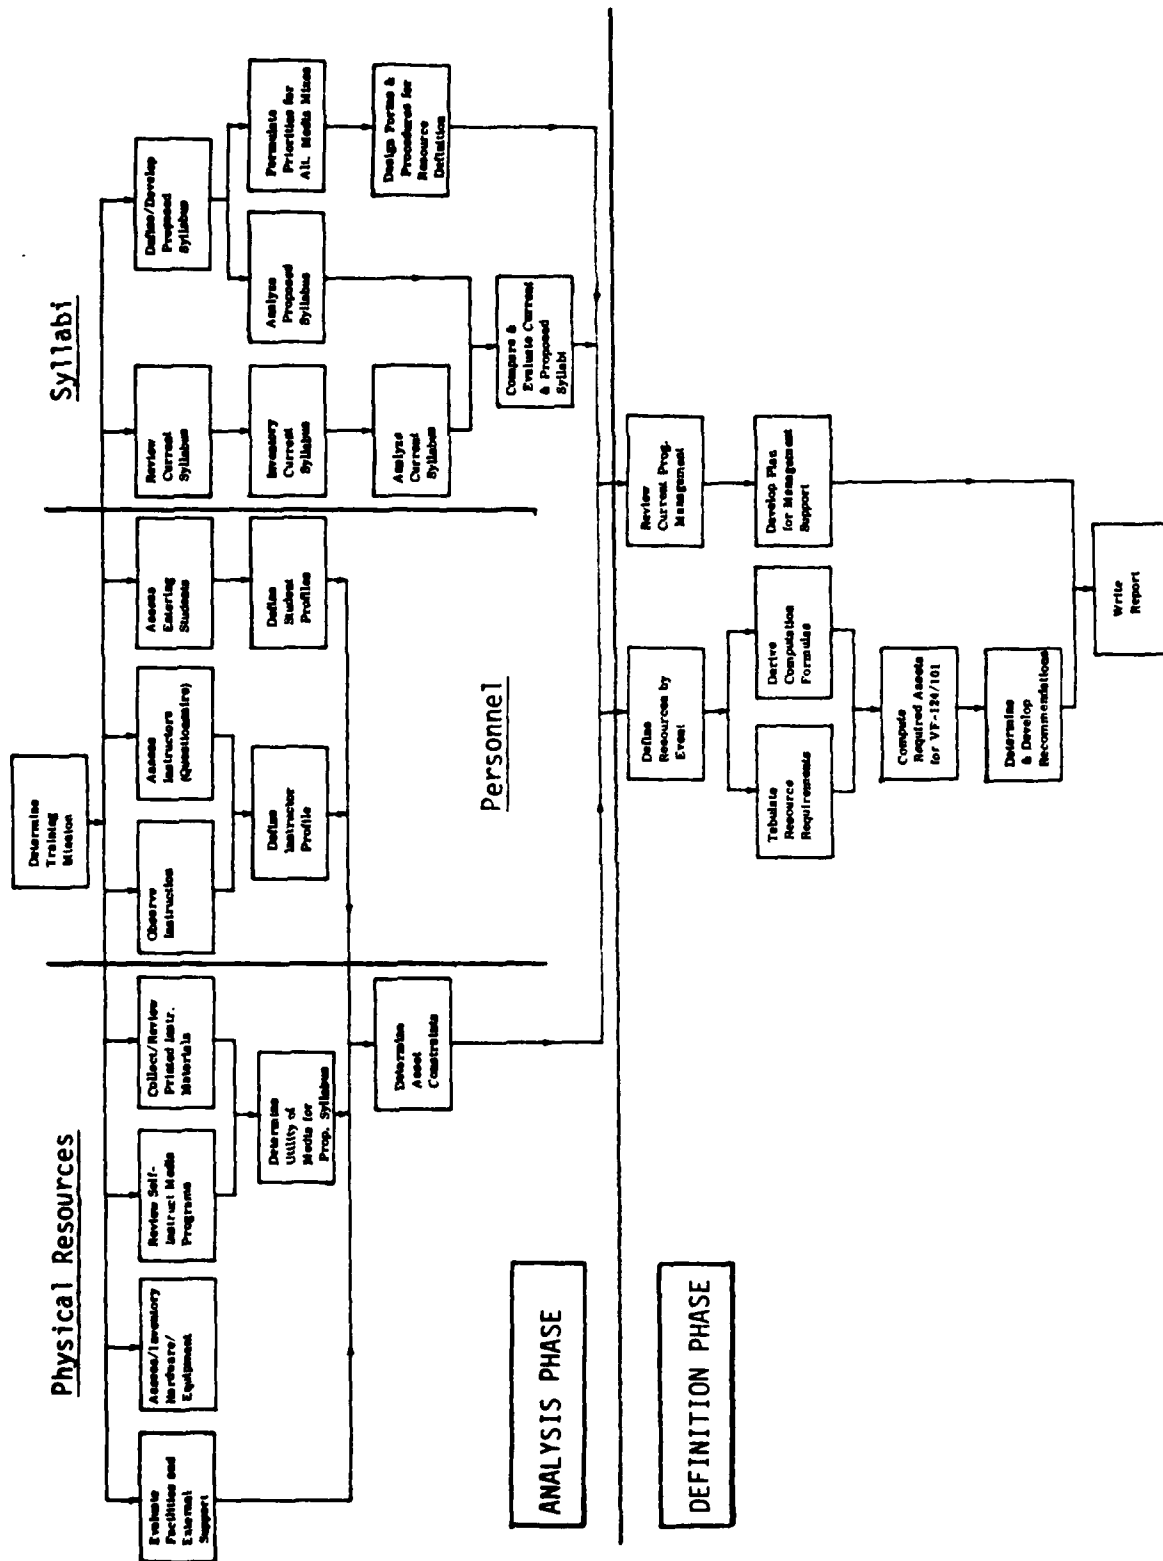 Physical Resources
Personnel
Syllabi
Determine
Training
Mission
Evaluate
Facilities and
External
Support
Assess/Inventory
Hardware/
Equipment
Review Self-
Instruct Media
Programs
Collect/Review
Printed Instr.
Materials
Observe
Instruction
Assess
Instructors
(Questionnaire)
Assess
Entering
Students
Review
Current
Syllabus
Define/Develop
Proposed
Syllabus
Determine
Utility of
Media for
Prop. Syllabus
Define
Instructor
Profile
Define
Student
Profiles
Inventory
Current
Syllabus
Analyze
Proposed
Syllabus
Formulate
Priorities for
Alt. Media Mixes
Determine
Asset
Constraints
Analyze
Current
Syllabus
Design Forms &
Procedures for
Resource
Definition
Compare &
Evaluate Current
& Proposed
Syllabi
ANALYSIS PHASE
DEFINITION PHASE
Define
Resources by
Event
Review
Current Prog.
Management
Tabulate
Resource
Requirements
Derive
Computation
Formulas
Develop Plan
for Management
Support
Compute
Required Assets
for VF-124/101
Determine
& Develop
Recommendations
Write
Report